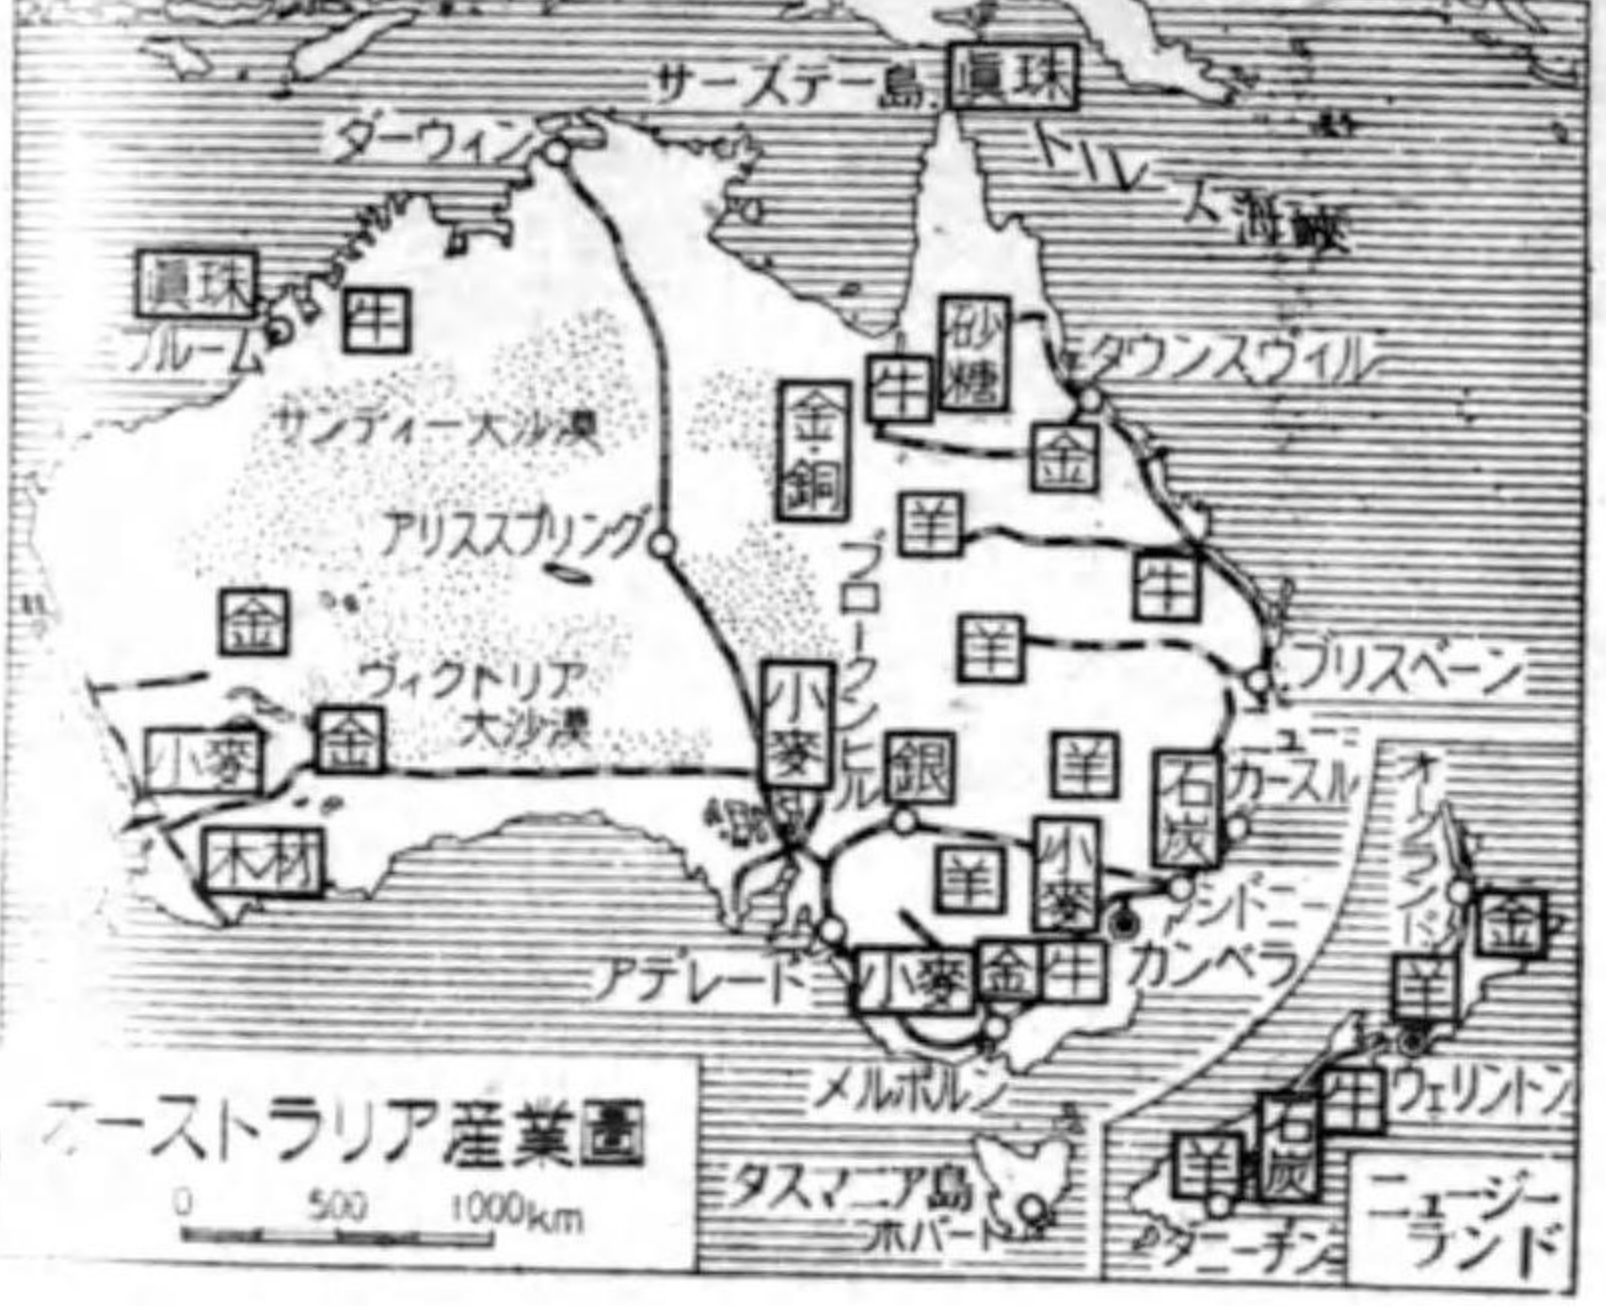 サーズデー島
眞珠
ダーウィン
トルレス海峡
眞珠
ブルーム
牛
砂糖
タウンスヴィル
牛
金・銅
金
サンディー大沙漠
羊
アリススプリング
牛
ブロークンヒル
金
羊
ブリスベーン
ヴィクトリア
大沙漠
小麥
金
小麥
銀
羊
石炭
ニュー
カースル
オークランド
木材
羊
小麥
シドニー
金
アデレード
小麥
金
牛
カンベラ
羊
メルボルン
牛
ウェリントン
オーストラリア産業圖
0 500 1000km
タスマニア島
ホバート
羊
石炭
ダニーヂン
ニュージー
ランド